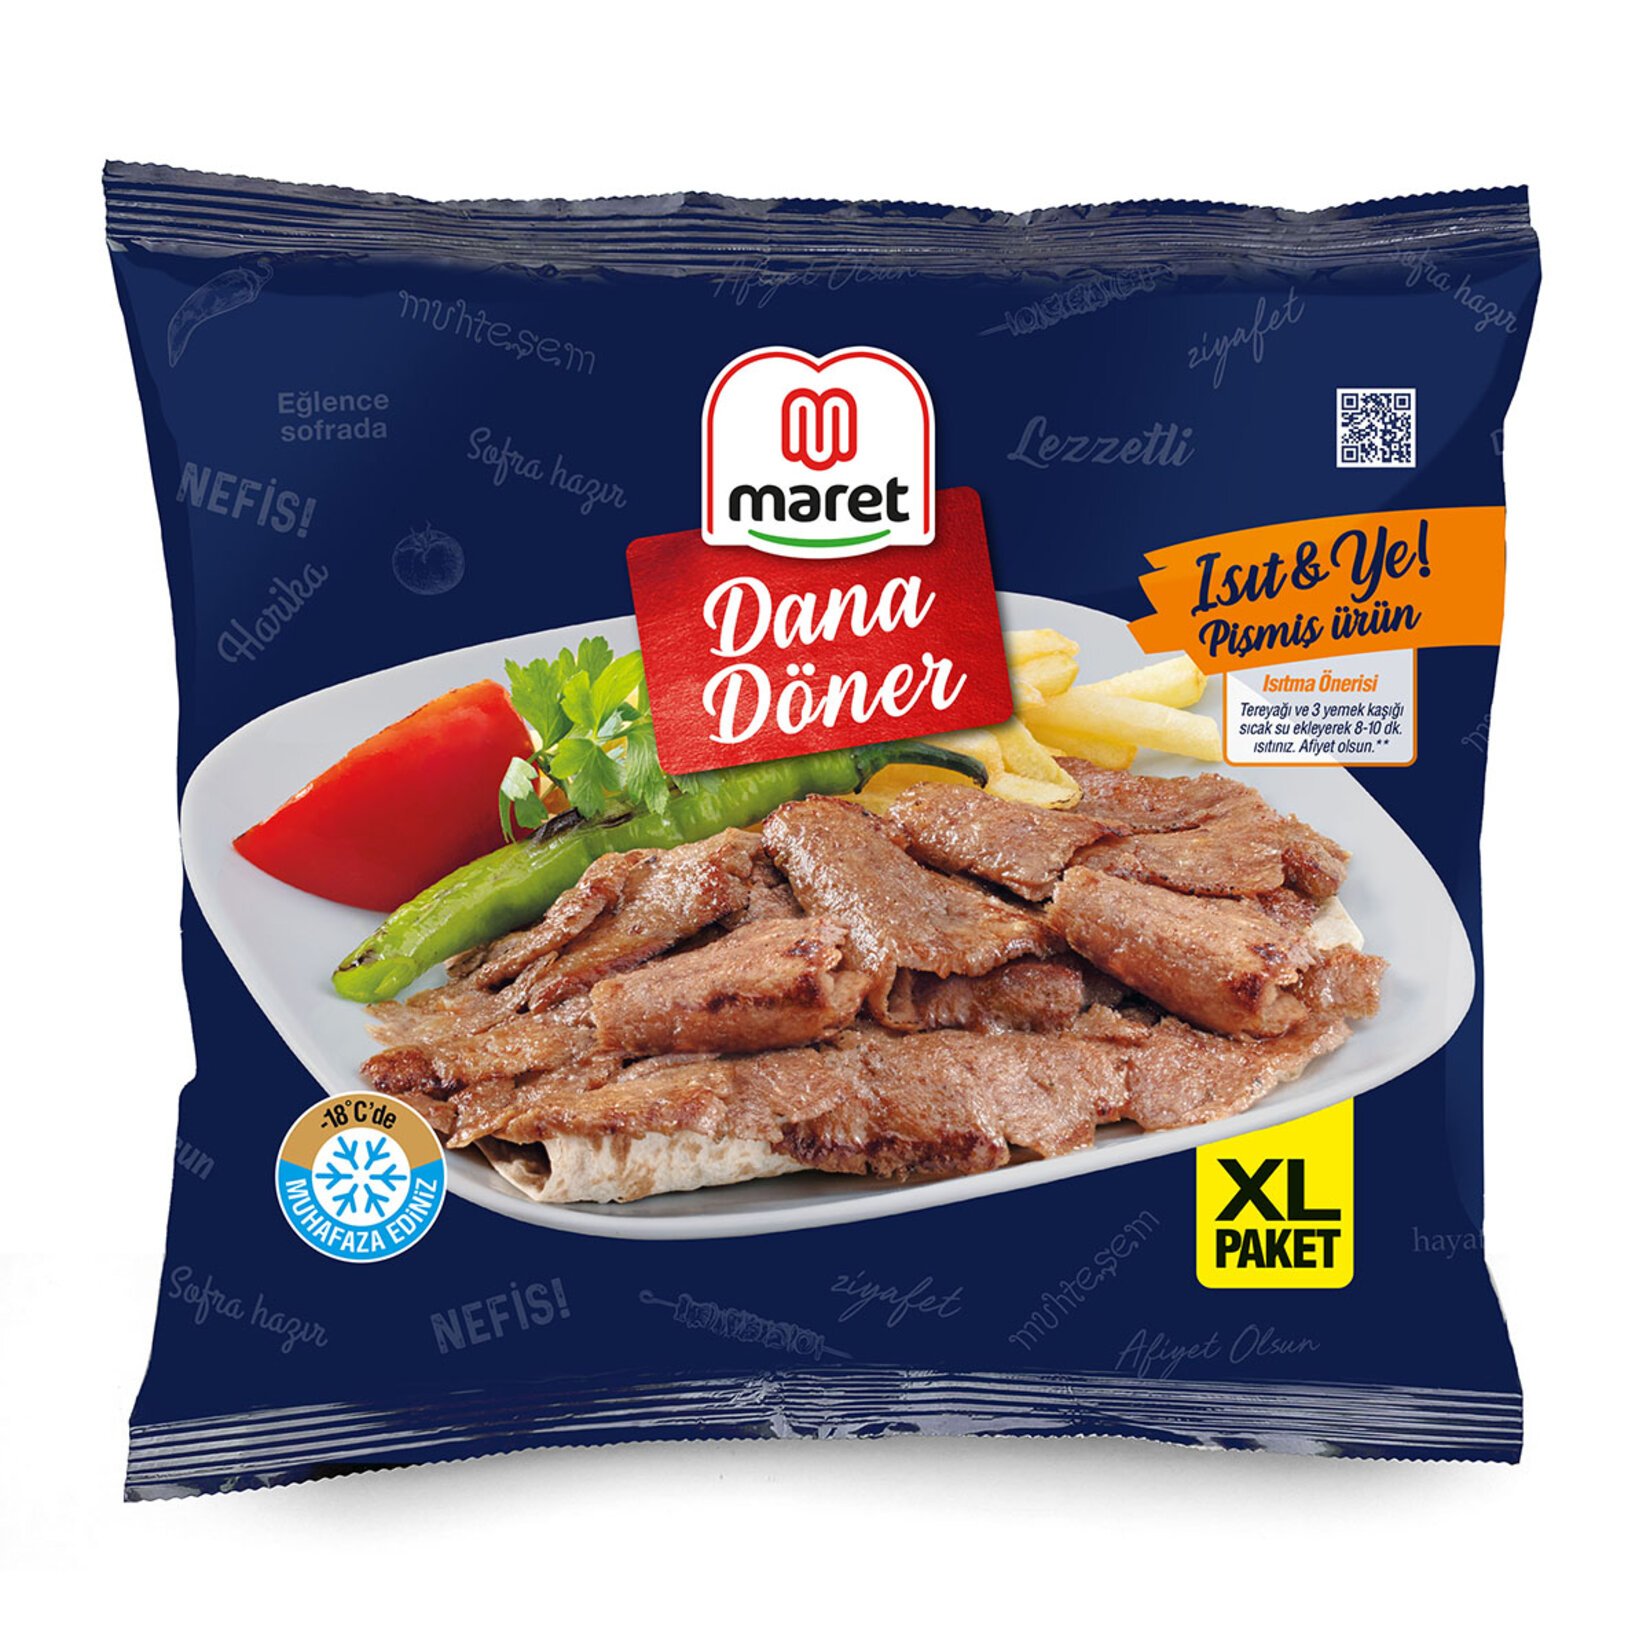 Afiyet Olsun
muhteşem
ziyafet
Sofra hazır
Eğlence
sofrada
Sofra hazır
Lezzetli
NEFİS!
Harika
maret
Dana
Döner
Isıt & Ye!
Pişmiş ürün
Isıtma Önerisi
Tereyağı ve 3 yemek kaşığı
sıcak su ekleyerek 8-10 dk.
ısıtınız. Afiyet olsun.**
-18°C'de
MUHAFAZA EDİNİZ
XL
PAKET
Sofra hazır
NEFİS!
ziyafet
muhteşem
Afiyet Olsun